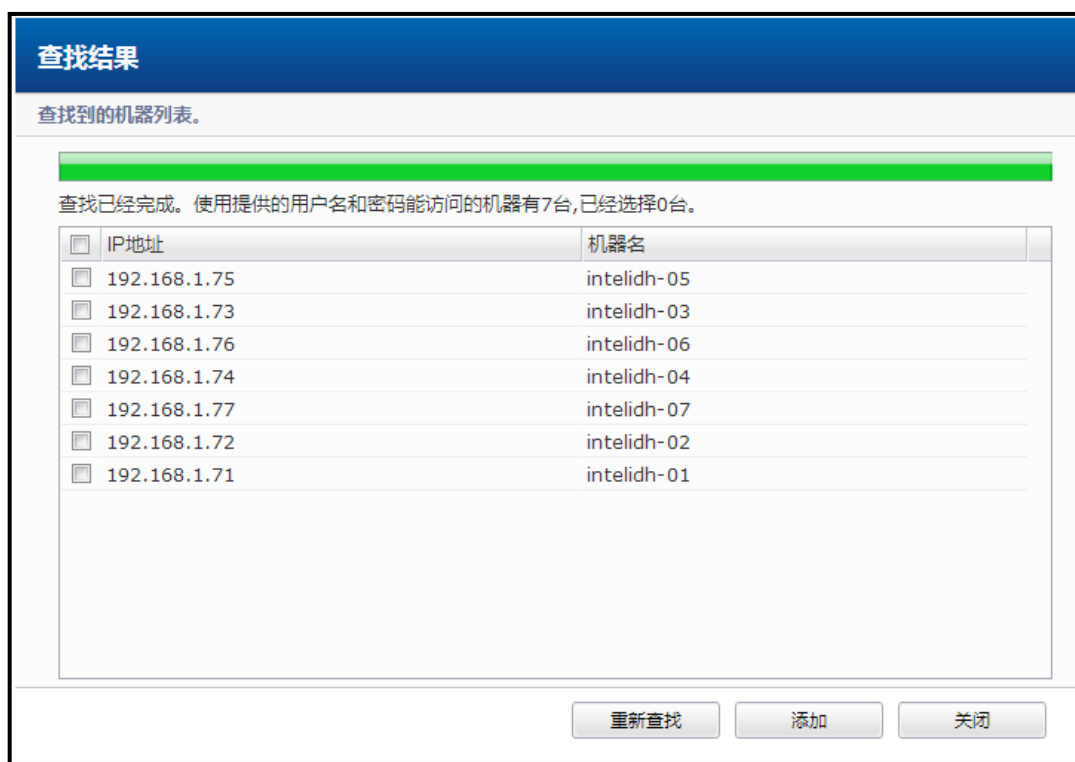 查找结果
查找到的机器列表。
查找已经完成。使用提供的用户名和密码能访问的机器有7台,已经选择0台。
IP地址 机器名
192.168.1.75 intelidh-05
192.168.1.73 intelidh-03
192.168.1.76 intelidh-06
192.168.1.74 intelidh-04
192.168.1.77 intelidh-07
192.168.1.72 intelidh-02
192.168.1.71 intelidh-01
重新查找 添加 关闭